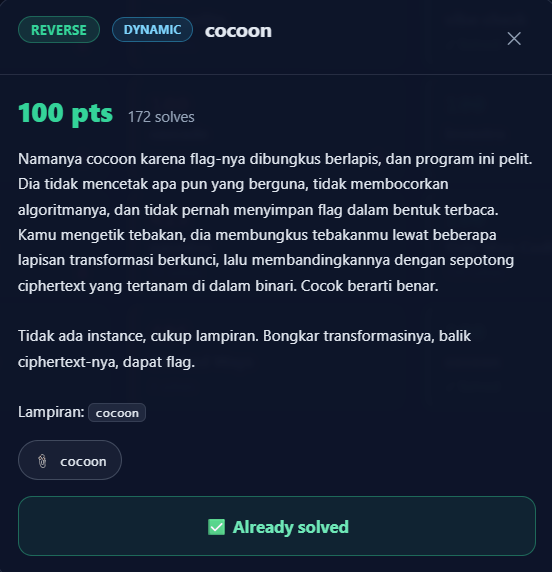 REVERSE DYNAMIC cocoon
100 pts 172 solves
Namanya cocoon karena flag-nya dibungkus berlapis, dan program ini pelit.
Dia tidak mencetak apa pun yang berguna, tidak membocorkan
algoritmanya, dan tidak pernah menyimpan flag dalam bentuk terbaca.
Kamu mengetik tebakan, dia membungkus tebakanmu lewat beberapa
lapisan transformasi berkunci, lalu membandingkannya dengan sepotong
ciphertext yang tertanam di dalam binari. Cocok berarti benar.
Tidak ada instance, cukup lampiran. Bongkar transformasinya, balik
ciphertext-nya, dapat flag.
Lampiran: cocoon
cocoon
Already solved